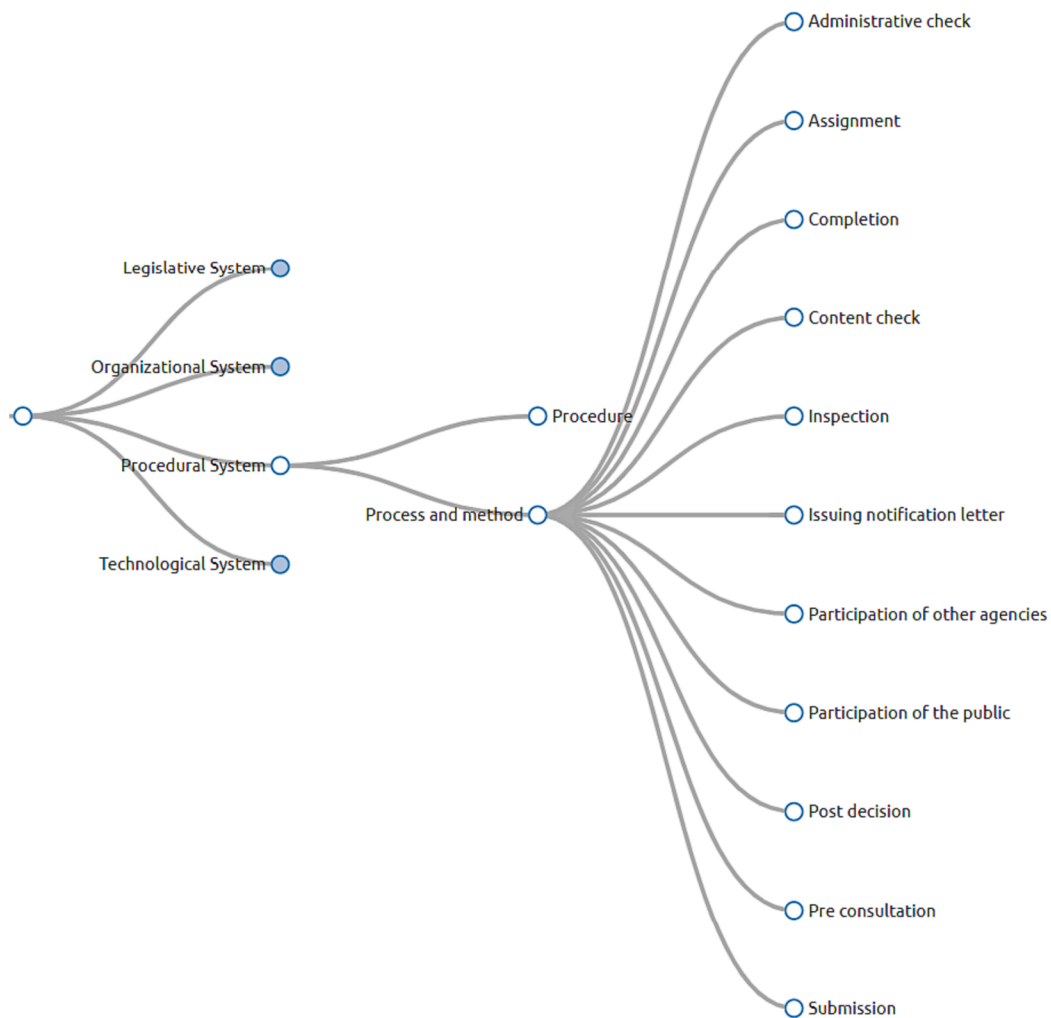 Administrative check
Assignment
Completion
Legislative System
Content check
Organizational System
Procedure
Inspection
Procedural System
Process and method
Issuing notification letter
Technological System
Participation of other agencies
Participation of the public
Post decision
Pre consultation
Submission